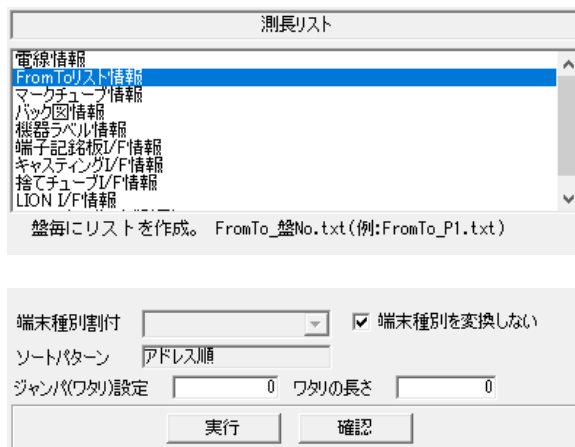 測長リスト
電線情報
FromToリスト情報
マークチューブ情報
バック図情報
機器ラベル情報
端子記銘板I/F情報
キャスティングI/F情報
捨てチューブI/F情報
LION I/F情報
盤毎にリストを作成。 FromTo_盤No.txt(例:FromTo_P1.txt)
端末種別割付 端末種別を変換しない
ソートパターン アドレス順
ジャンパ(ワタリ)設定 0 ワタリの長さ 0
実行 確認